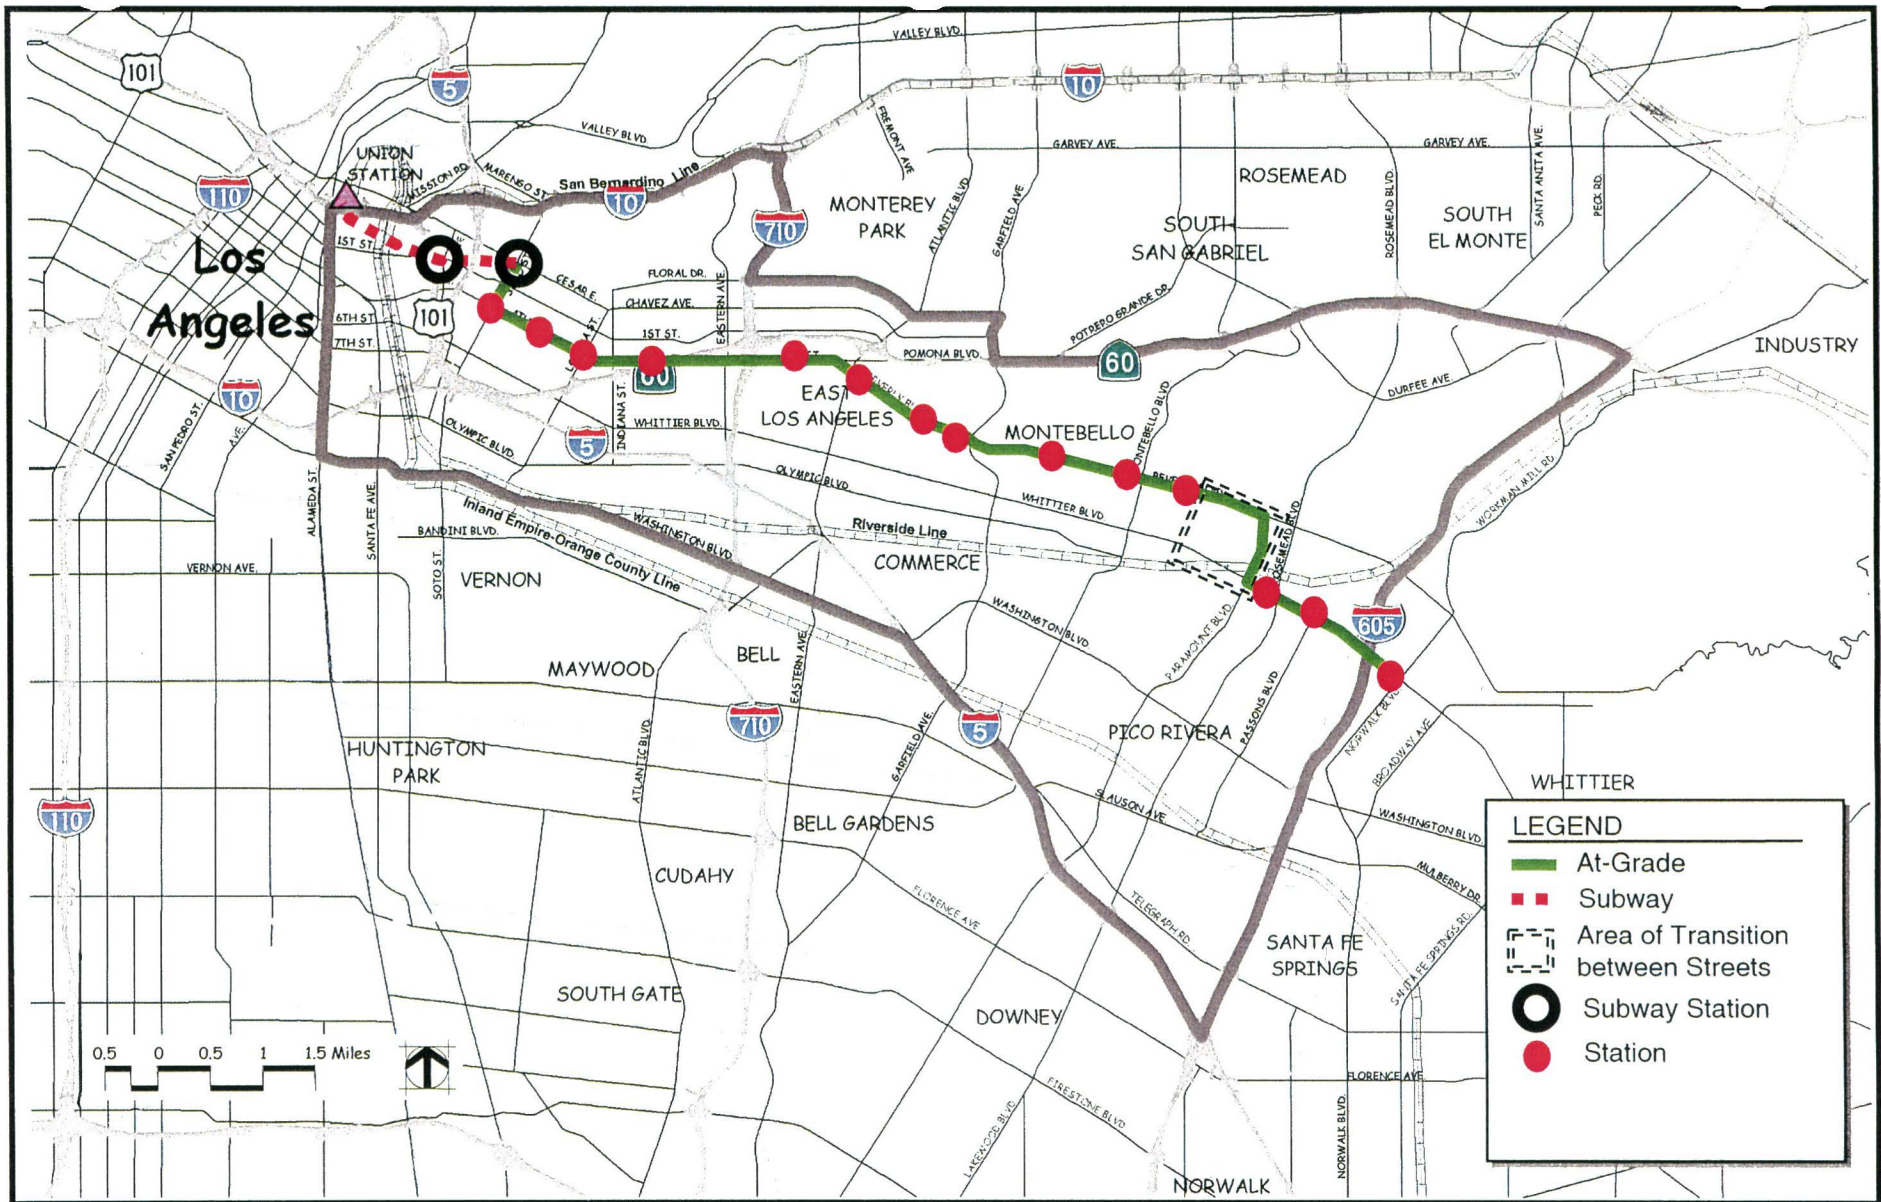 VALLEY BLVD.
101
5
10
VALLEY BLVD
FREMONT AVE
GARVEY AVE.
GARVEY AVE.
SANTA ANITA AVE.
PECK RD.
UNION
STATION
MISSION RD.
MARENGO ST.
San Bernardino Line
10
110
710
MONTEREY
PARK
ATLANTIC BLVD.
GARFIELD AVE
ROSEMEAD
ROSEMEAD BLVD.
SOUTH
SAN GABRIEL
SOUTH
EL MONTE
Los
Angeles
1ST ST.
CESAR E.
FLORAL DR.
CHAVEZ AVE.
EASTERN AVE.
POTRERO GRANDE DR.
6TH ST.
101
1ST ST.
7TH ST.
POMONA BLVD.
60
INDUSTRY
60
DURFEE AVE.
10
SAN PEDRO ST.
AVE.
INDIANA ST.
EAST
LOS ANGELES
WHITTIER BLVD.
OLYMPIC BLVD.
5
MONTEBELLO
MONTEBELLO BLVD
OLYMPIC BLVD.
WHITTIER BLVD
WORKMAN MILL RD.
ALAMEDA ST.
SANTA FE AVE.
BANDINI BLVD.
SOTO ST.
Inland Empire-Orange County Line
WASHINGTON BLVD.
Riverside Line
COMMERCE
ROSEMEAD BLVD
VERNON AVE.
VERNON
WASHINGTON BLVD
PARAMOUNT BLVD.
605
MAYWOOD
BELL
EASTERN AVE.
PASSONS BLVD
NORWALK BLVD.
BROADWAY AVE.
710
5
PICO RIVERA
HUNTINGTON
PARK
ATLANTIC BLVD.
GARFIELD AVE.
WHITTIER
110
BELL GARDENS
SLAUSON AVE.
WASHINGTON BLVD.
MULBERRY DR.
CUDAHY
FLORENCE AVE
TELEGRAPH RD.
SANTA FE
SPRINGS
SANTA FE SPRINGS RD.
SOUTH GATE
DOWNEY
0.5 0 0.5 1 1.5 Miles
FLORENCE AVE
FIRESTONE BLVD
LAKEWOOD BLVD.
NORWALK BLVD.
NORWALK
LEGEND
At-Grade
Subway
Area of Transition
between Streets
Subway Station
Station